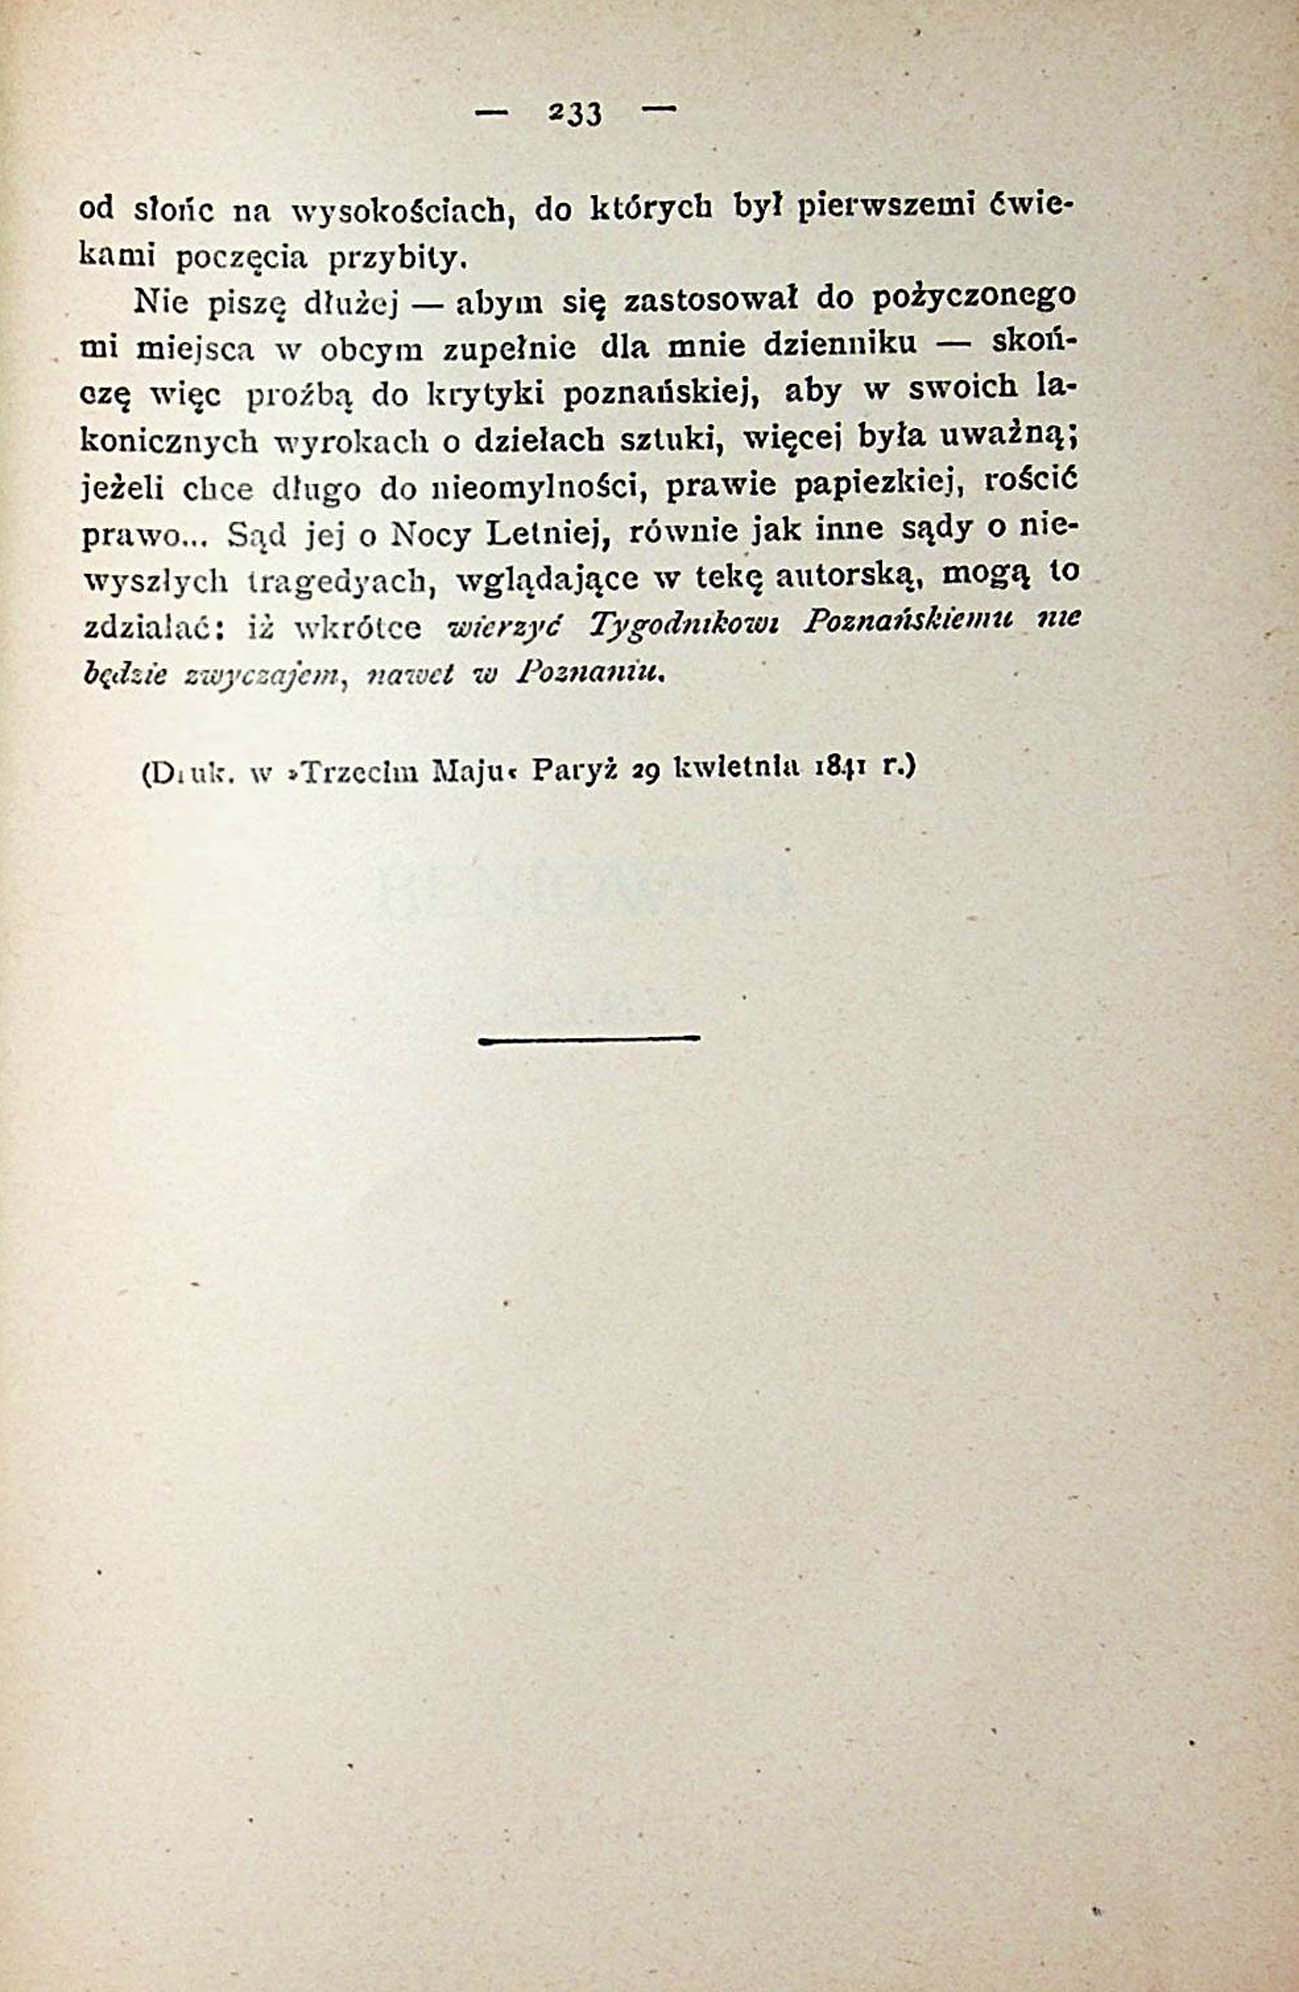 — 233 —
od słońc na wysokościach, do których był pierwszemi ćwie-
kami poczęcia przybity.
Nie piszę dłużej — abym się zastosował do pożyczonego
mi miejsca w obcym zupełnie dla mnie dzienniku — skoń-
czę więc proźbą do krytyki poznańskiej, aby w swoich la-
konicznych wyrokach o dziełach sztuki, więcej była uważną;
jeżeli chce długo do nieomylności, prawie papiezkiej, rościć
prawo... Sąd jej o Nocy Letniej, równie jak inne sądy o nie-
wyszłych tragedyach, wglądające w tekę autorską, mogą to
zdziałać: iż wkrótce wierzyć Tygodnikowi Poznańskiemu nie
będzie zwyczajem, nawet w Poznaniu.
(Druk. w »Trzecim Maju« Paryż 29 kwietnia 1841 r.)